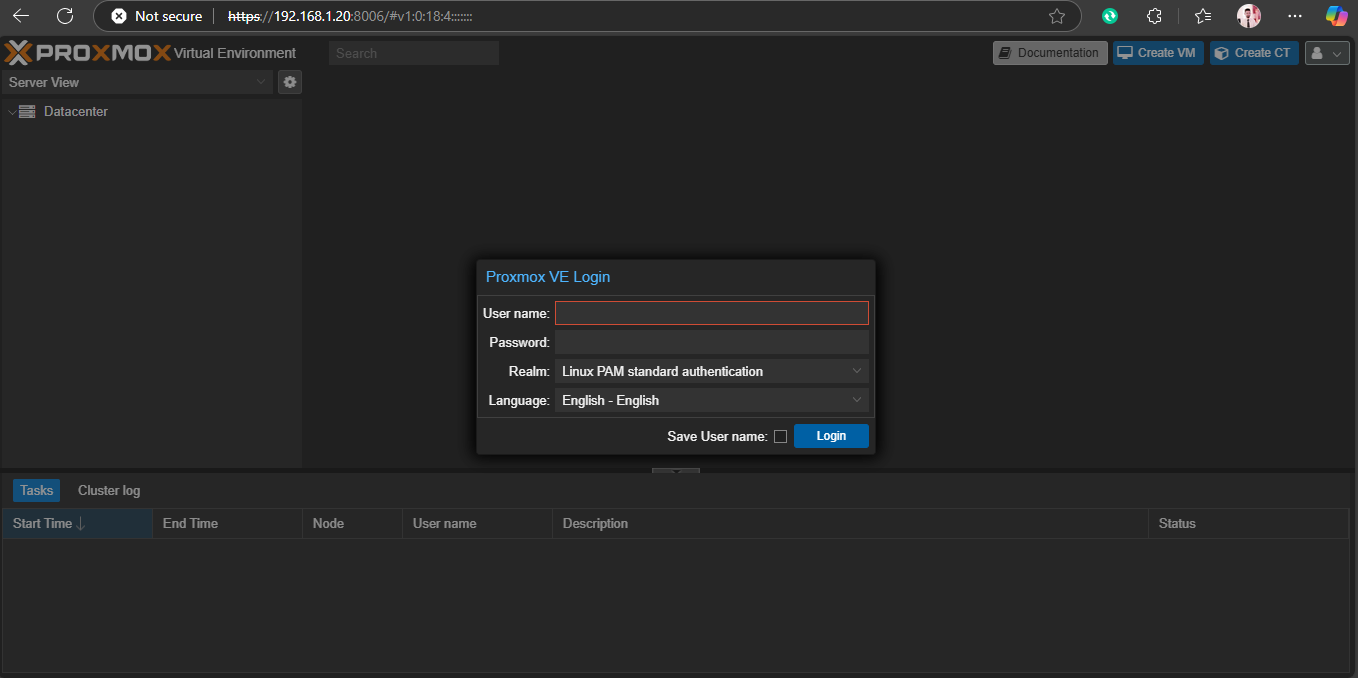 Not secure https://192.168.1.20:8006/#v1:0:18:4:::::::
PROXMOX Virtual Environment Search Documentation Create VM Create CT
Server View
Datacenter
Proxmox VE Login
User name:
Password:
Realm: Linux PAM standard authentication
Language: English - English
Save User name: Login
Tasks Cluster log
Start Time End Time Node User name Description Status